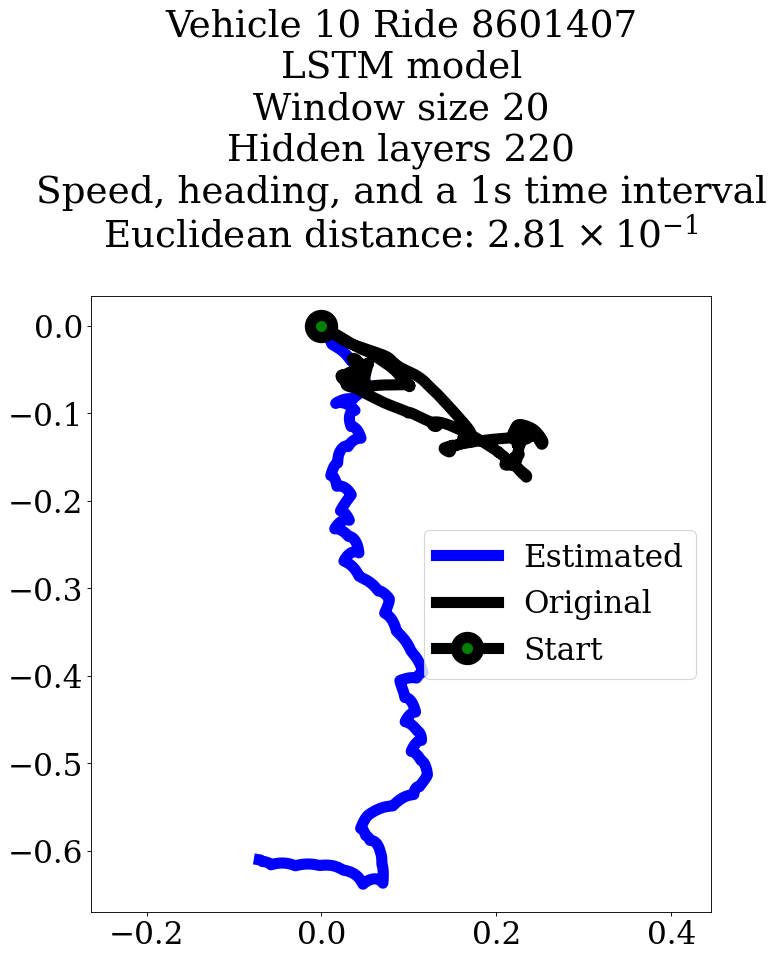 Vehicle 10 Ride 8601407
LSTM model
Window size 20
Hidden layers 220
Speed, heading, and a 1s time interval
Euclidean distance: 2.81 × 10⁻¹
0.0
−0.1
−0.2
−0.3
−0.4
−0.5
−0.6
Estimated
Original
Start
−0.2
0.0
0.2
0.4